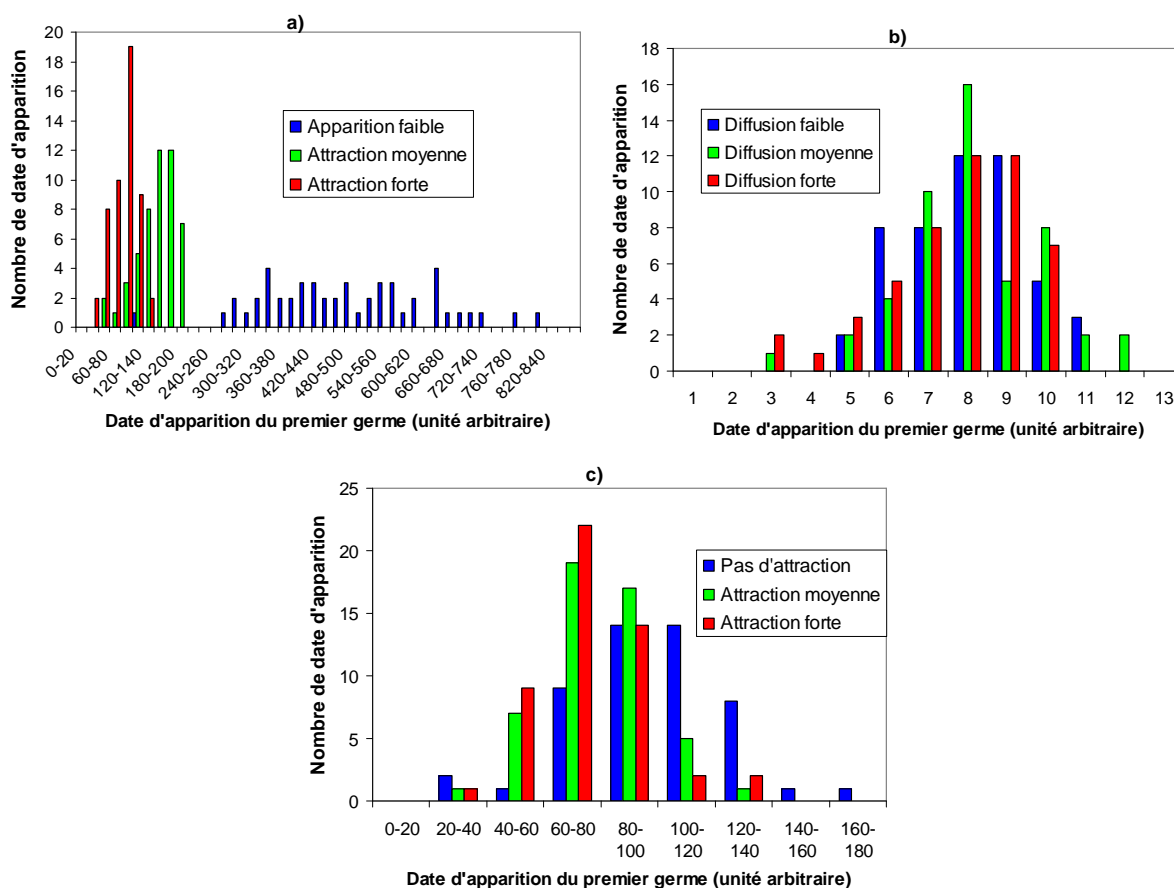 a)
Nombre de date d'apparition
20
18
16
14
12
10
8
6
4
2
0
Apparition faible
Attraction moyenne
Attraction forte
0-20
60-80
120-140
180-200
240-260
300-320
360-380
420-440
480-500
540-560
600-620
660-680
720-740
760-780
820-840
Date d'apparition du premier germe (unité arbitraire)
b)
Nombre de date d'apparition
18
16
14
12
10
8
6
4
2
0
Diffusion faible
Diffusion moyenne
Diffusion forte
1 2 3 4 5 6 7 8 9 10 11 12 13
Date d'apparition du premier germe (unité arbitraire)
c)
Nombre de date d'apparition
25
20
15
10
5
0
Pas d'attraction
Attraction moyenne
Attraction forte
0-20 20-40 40-60 60-80 80- 100- 120- 140- 160-
100 120 140 160 180
Date d'apparition du premier germe (unité arbitraire)